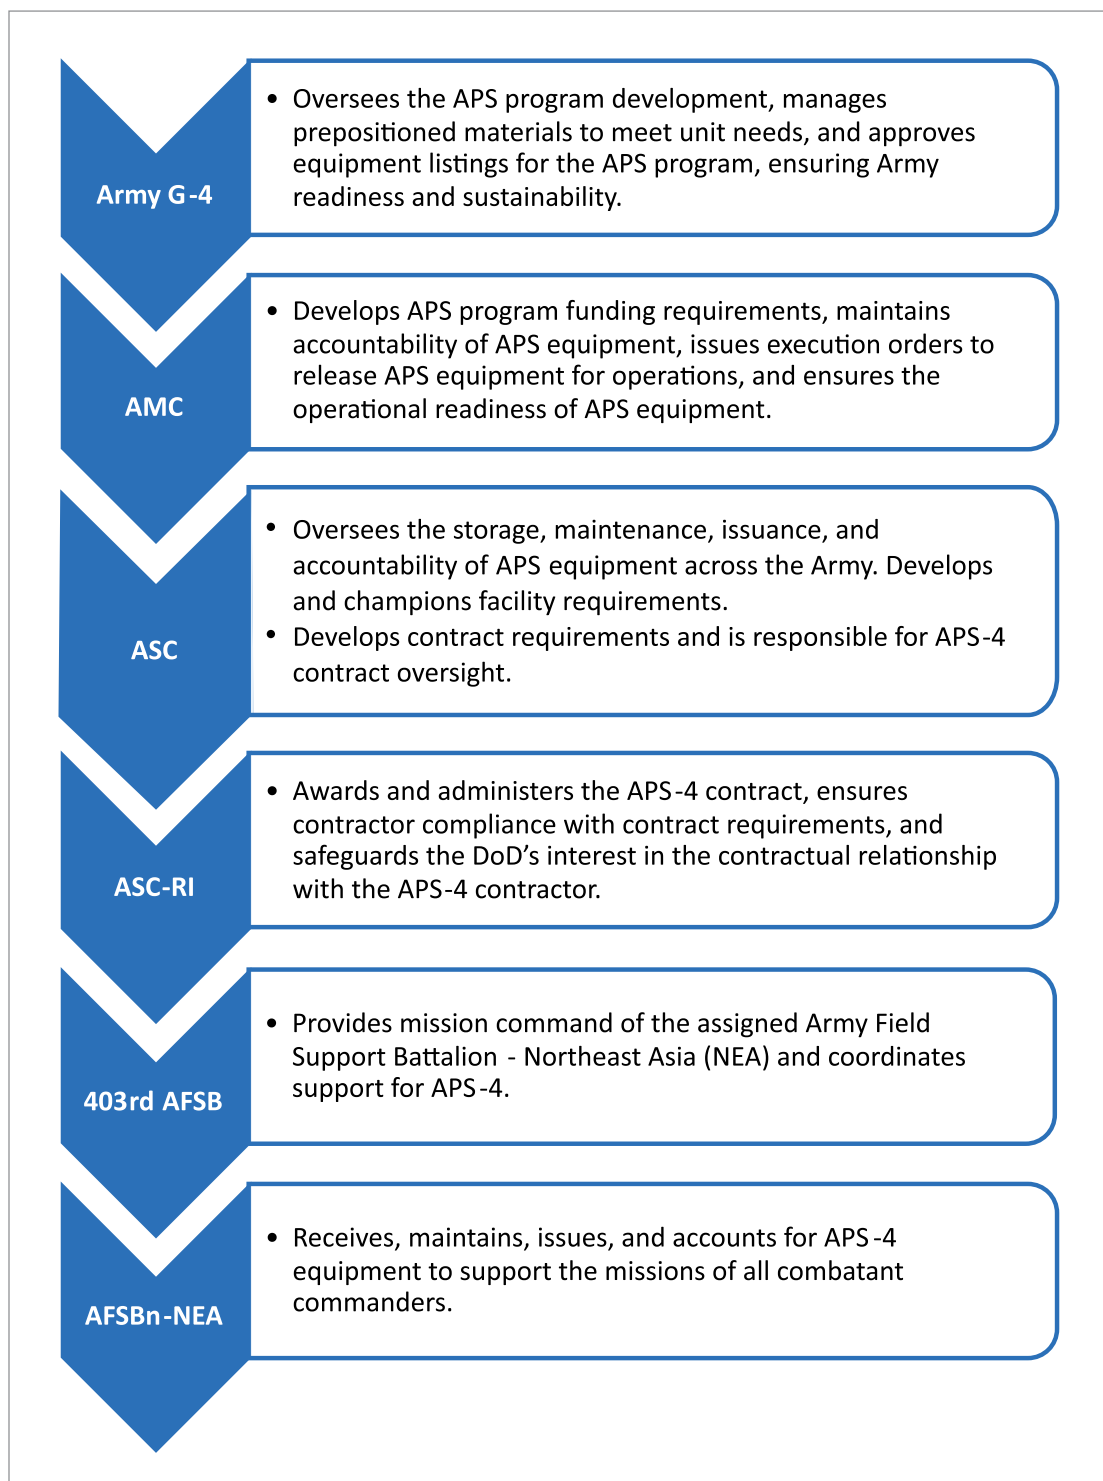 Army G-4
• Oversees the APS program development, manages
prepositioned materials to meet unit needs, and approves
equipment listings for the APS program, ensuring Army
readiness and sustainability.
AMC
• Develops APS program funding requirements, maintains
accountability of APS equipment, issues execution orders to
release APS equipment for operations, and ensures the
operational readiness of APS equipment.
ASC
• Oversees the storage, maintenance, issuance, and
accountability of APS equipment across the Army. Develops
and champions facility requirements.
• Develops contract requirements and is responsible for APS-4
contract oversight.
ASC-RI
• Awards and administers the APS-4 contract, ensures
contractor compliance with contract requirements, and
safeguards the DoD’s interest in the contractual relationship
with the APS-4 contractor.
403rd AFSB
• Provides mission command of the assigned Army Field
Support Battalion - Northeast Asia (NEA) and coordinates
support for APS-4.
AFSBn-NEA
• Receives, maintains, issues, and accounts for APS-4
equipment to support the missions of all combatant
commanders.